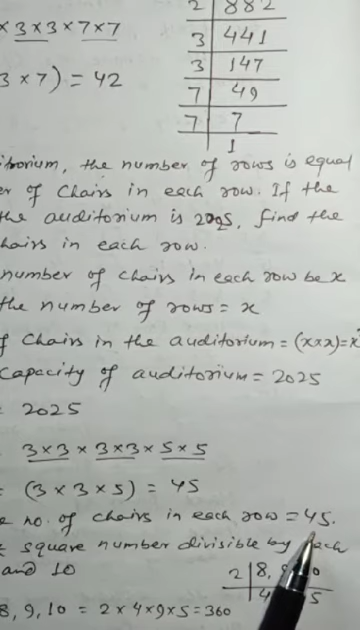 2 | 882
× 3×3×7×7
3 | 441
3 | 147
3×7) = 42
7 | 49
7 | 7
1
itorium, the number of rows is equal
er of chairs in each row. If the
the auditorium is 2025, find the
hairs in each row.
number of chairs in each row be x
the number of rows = x
f chairs in the auditorium = (x×x) = x
capacity of auditorium = 2025
= 2025
3×3×3×3×5×5
= (3×3×5) = 45
e no. of chairs in each row = 45.
square number divisible by each
and 10
2 | 8,
8, 9, 10 = 2×4×9×5 = 360